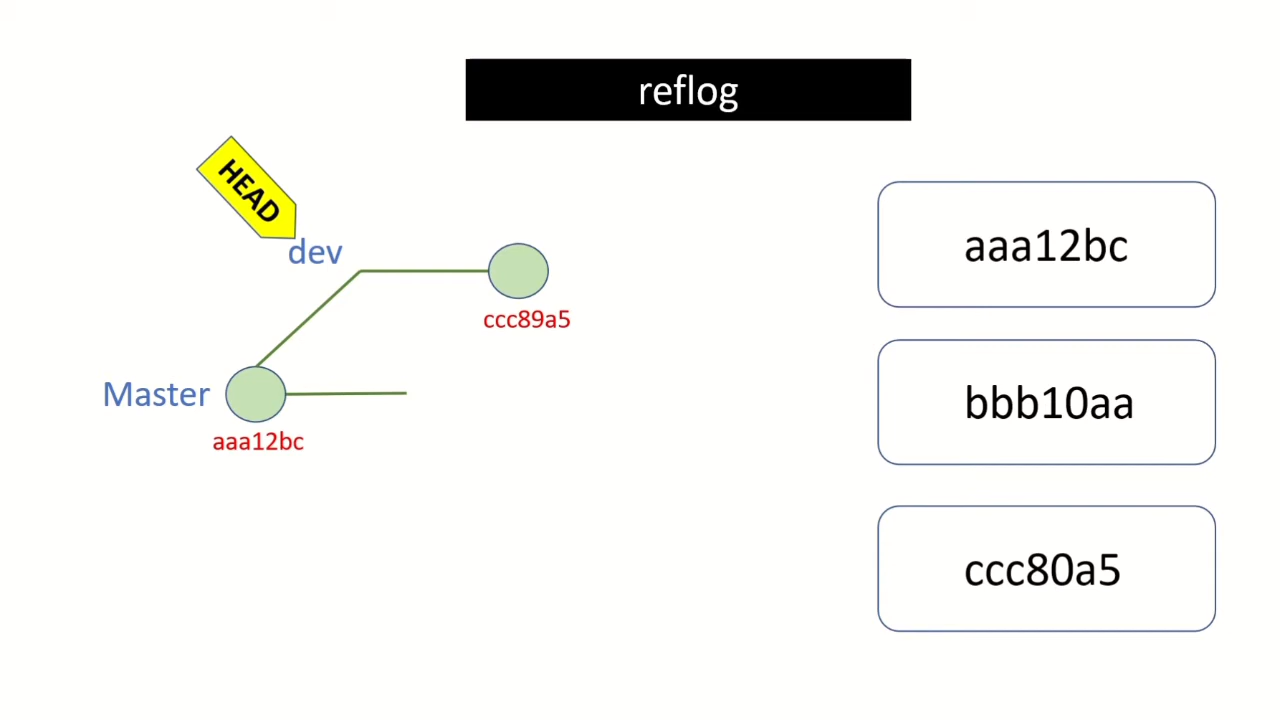 reflog
HEAD
dev
ccc89a5
Master
aaa12bc
aaa12bc
bbb10aa
ccc80a5